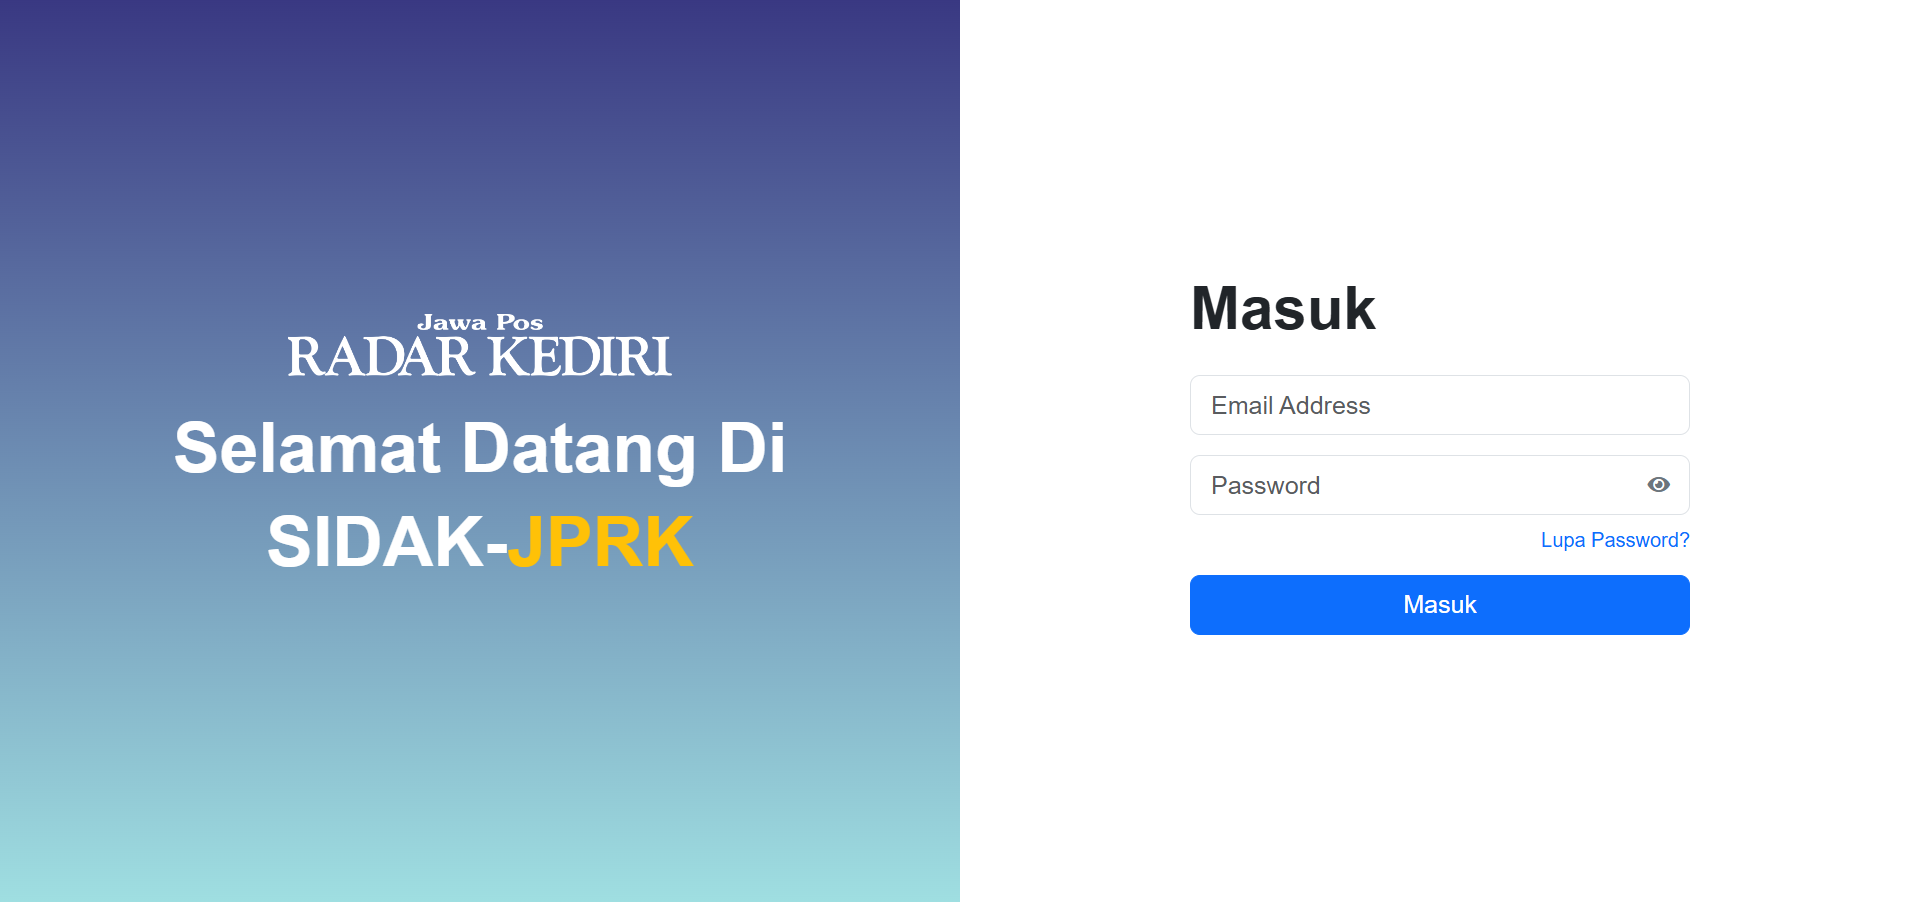 Jawa Pos
RADAR KEDIRI
Selamat Datang Di
SIDAK-JPRK
Masuk
Email Address
Password
Lupa Password?
Masuk